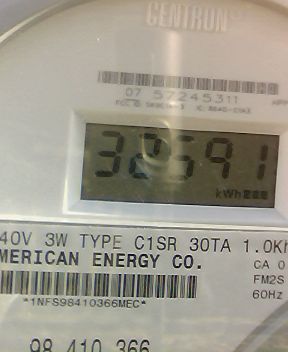 CENTRON
07 57245311
32591
kWh
40V 3W TYPE C1SR 30TA 1.0Kh
MERICAN ENERGY CO.
CA 0
FM2S
60Hz
*1NFS98410366MEC*
98 410 366